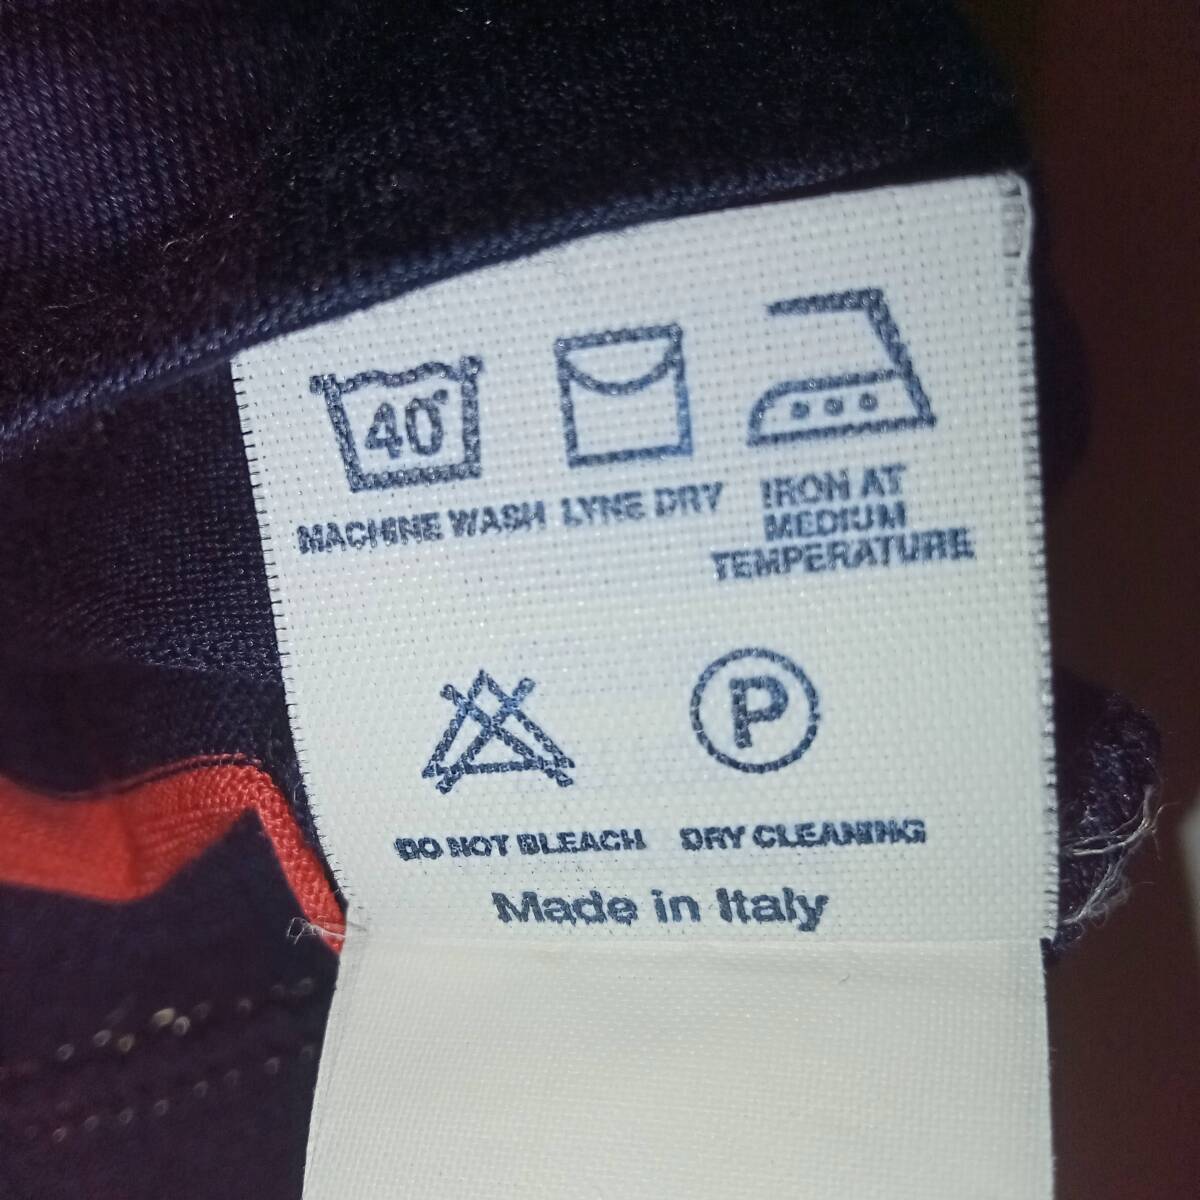 40°
MACHINE WASH LYNE DRY IRON AT
MEDIUM
TEMPERATURE
P
DO NOT BLEACH DRY CLEANING
Made in Italy